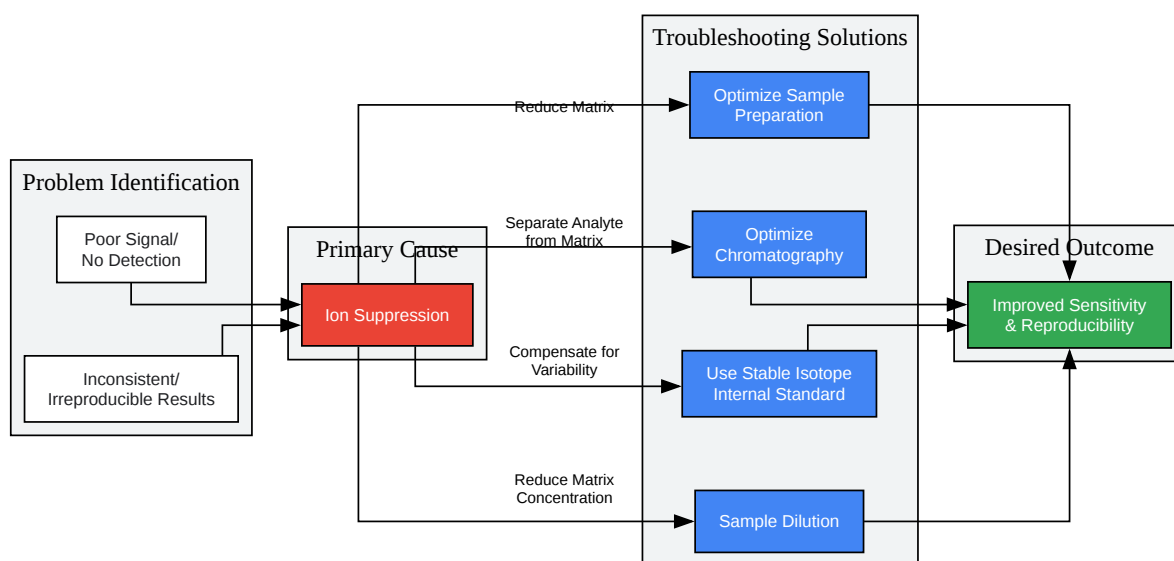 Problem Identification
Poor Signal/
No Detection
Inconsistent/
Irreproducible Results
Primary Cause
Ion Suppression
Reduce Matrix
Separate Analyte
from Matrix
Compensate for
Variability
Reduce Matrix
Concentration
Troubleshooting Solutions
Optimize Sample
Preparation
Optimize
Chromatography
Use Stable Isotope
Internal Standard
Sample Dilution
Desired Outcome
Improved Sensitivity
& Reproducibility